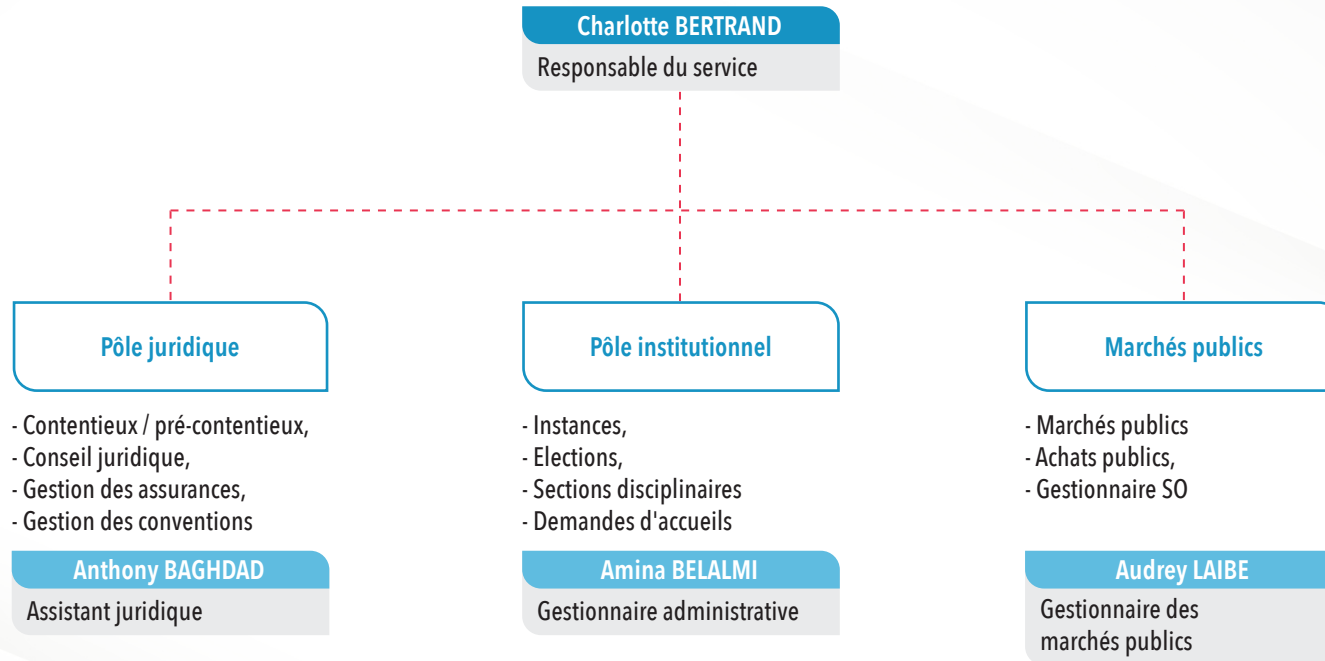 Charlotte BERTRAND
Responsable du service
Pôle juridique
- Contentieux / pré-contentieux,
- Conseil juridique,
- Gestion des assurances,
- Gestion des conventions
Anthony BAGHDAD
Assistant juridique
Pôle institutionnel
- Instances,
- Elections,
- Sections disciplinaires
- Demandes d'accueils
Amina BELALMI
Gestionnaire administrative
Marchés publics
- Marchés publics
- Achats publics,
- Gestionnaire SO
Audrey LAIBE
Gestionnaire des
marchés publics